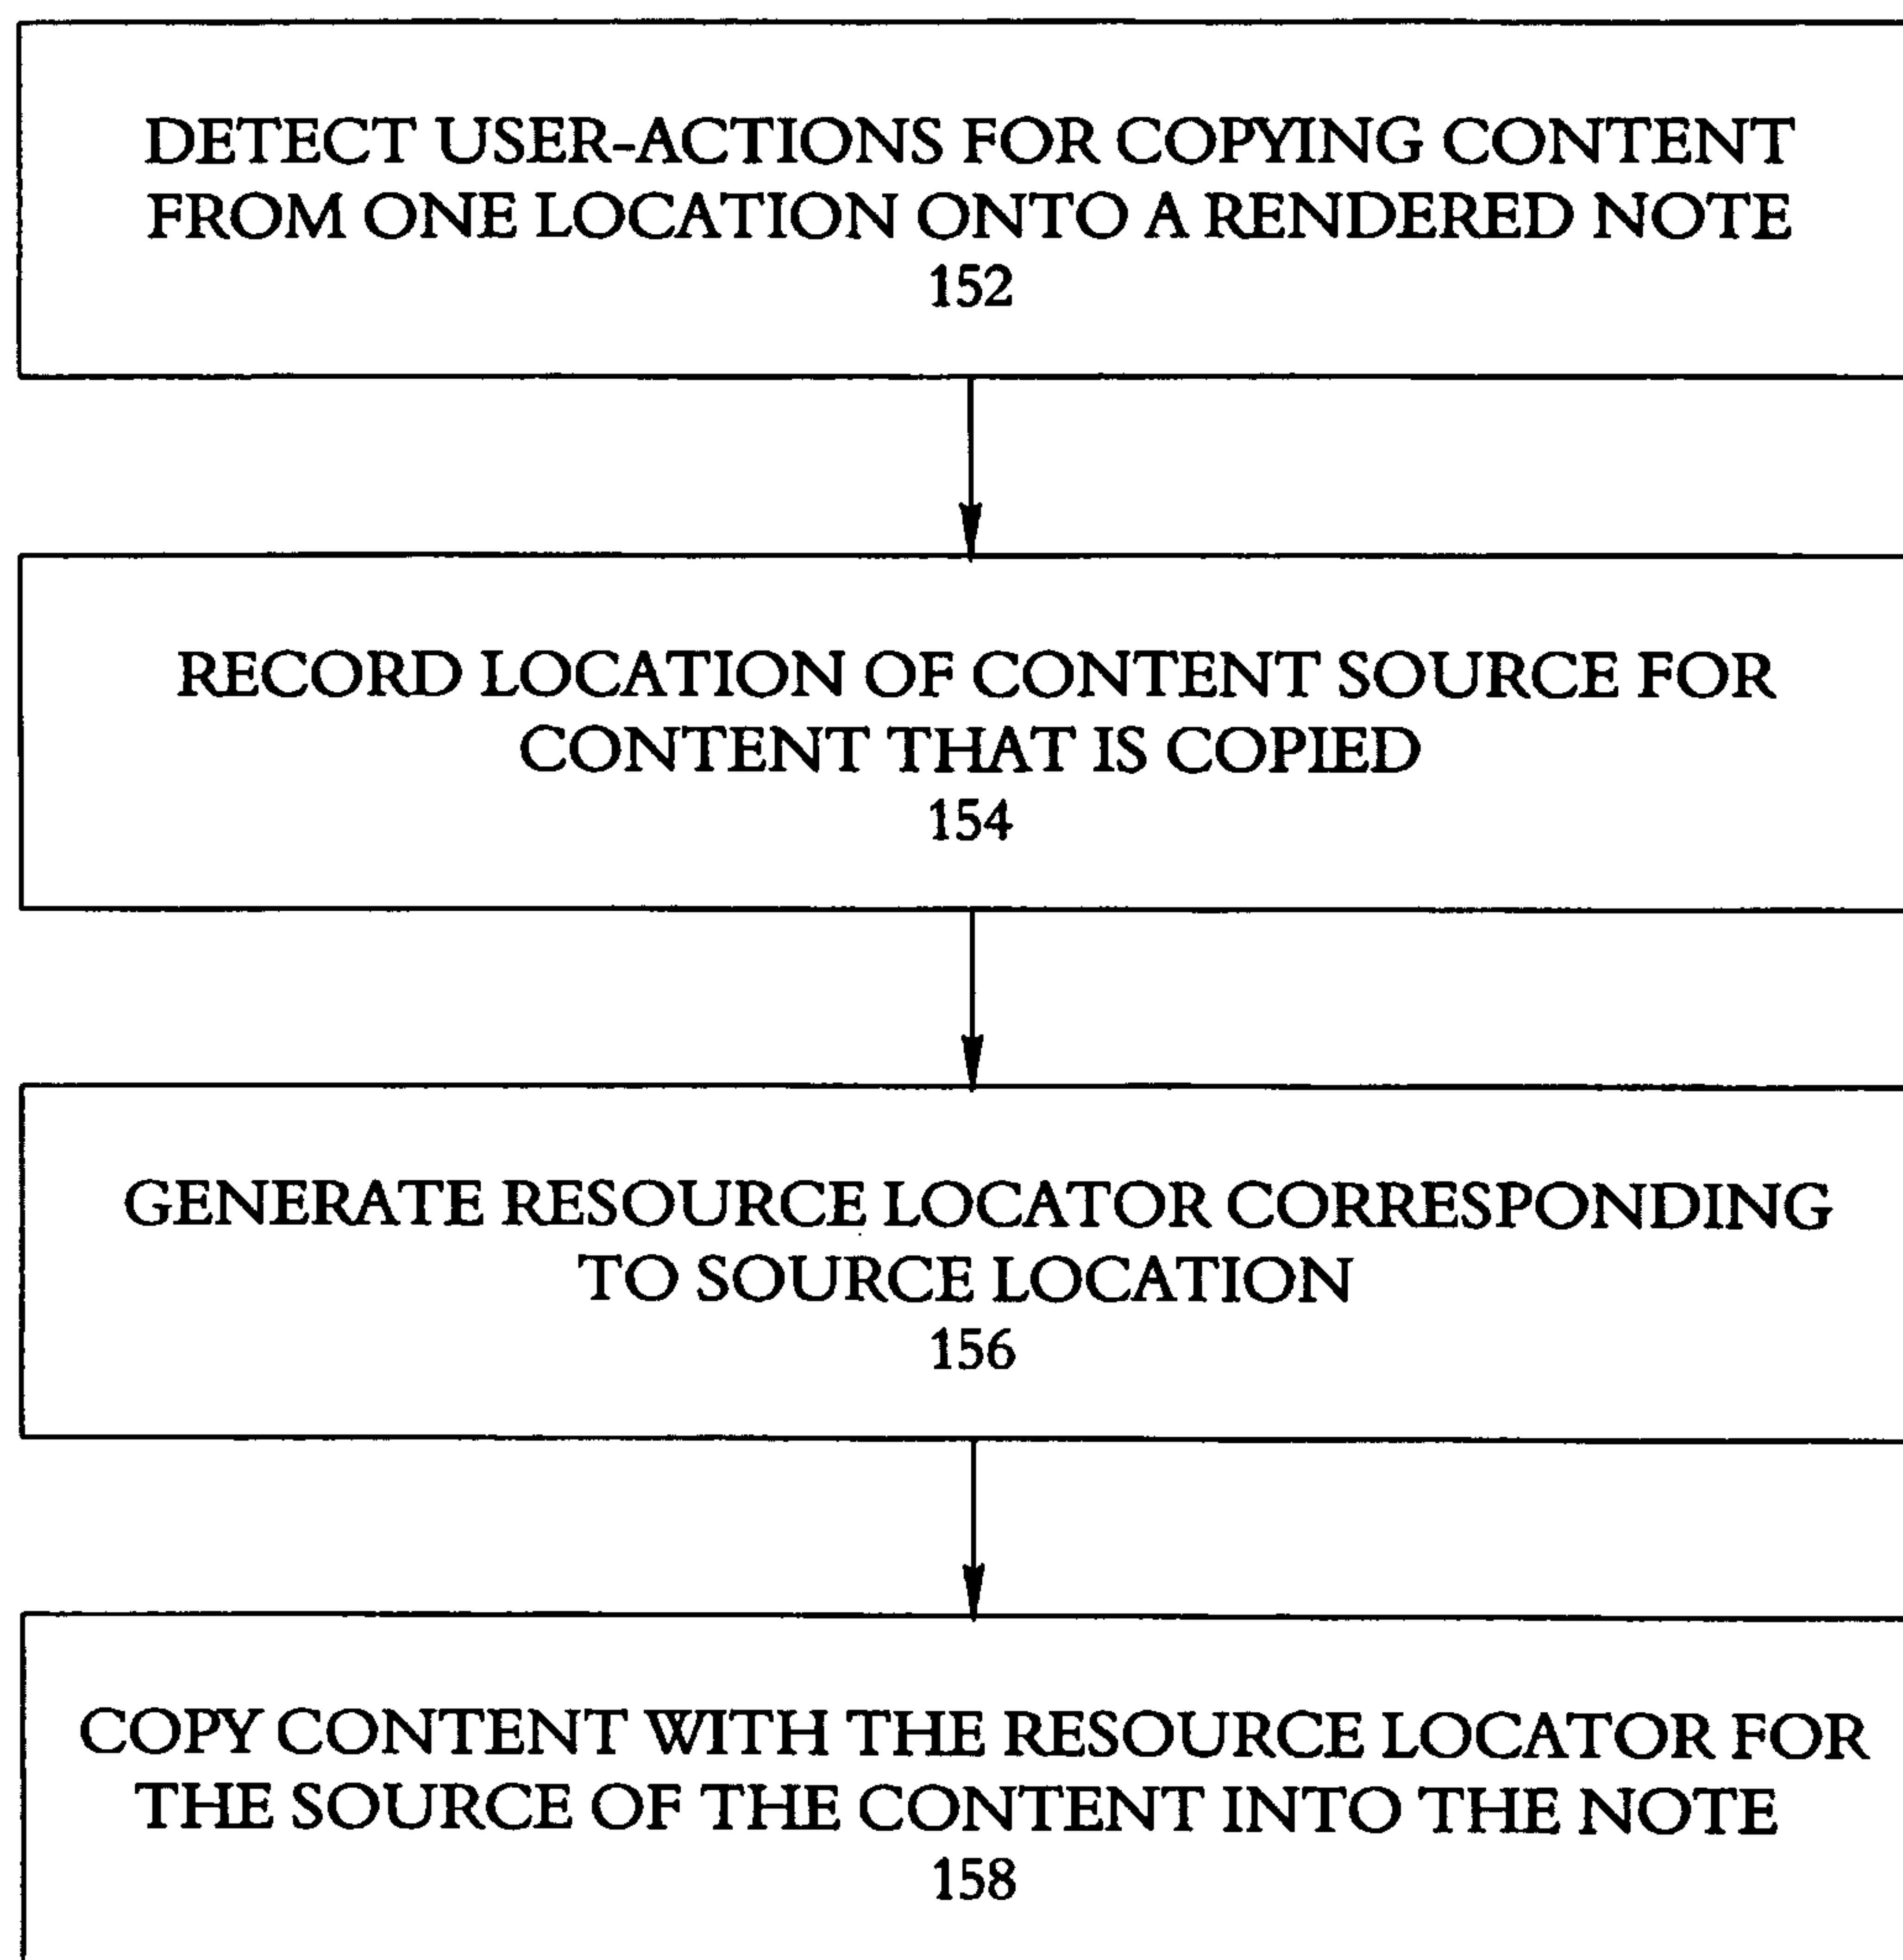 DETECT USER-ACTIONS FOR COPYING CONTENT
FROM ONE LOCATION ONTO A RENDERED NOTE
152
RECORD LOCATION OF CONTENT SOURCE FOR
CONTENT THAT IS COPIED
154
GENERATE RESOURCE LOCATOR CORRESPONDING
TO SOURCE LOCATION
156
COPY CONTENT WITH THE RESOURCE LOCATOR FOR
THE SOURCE OF THE CONTENT INTO THE NOTE
158